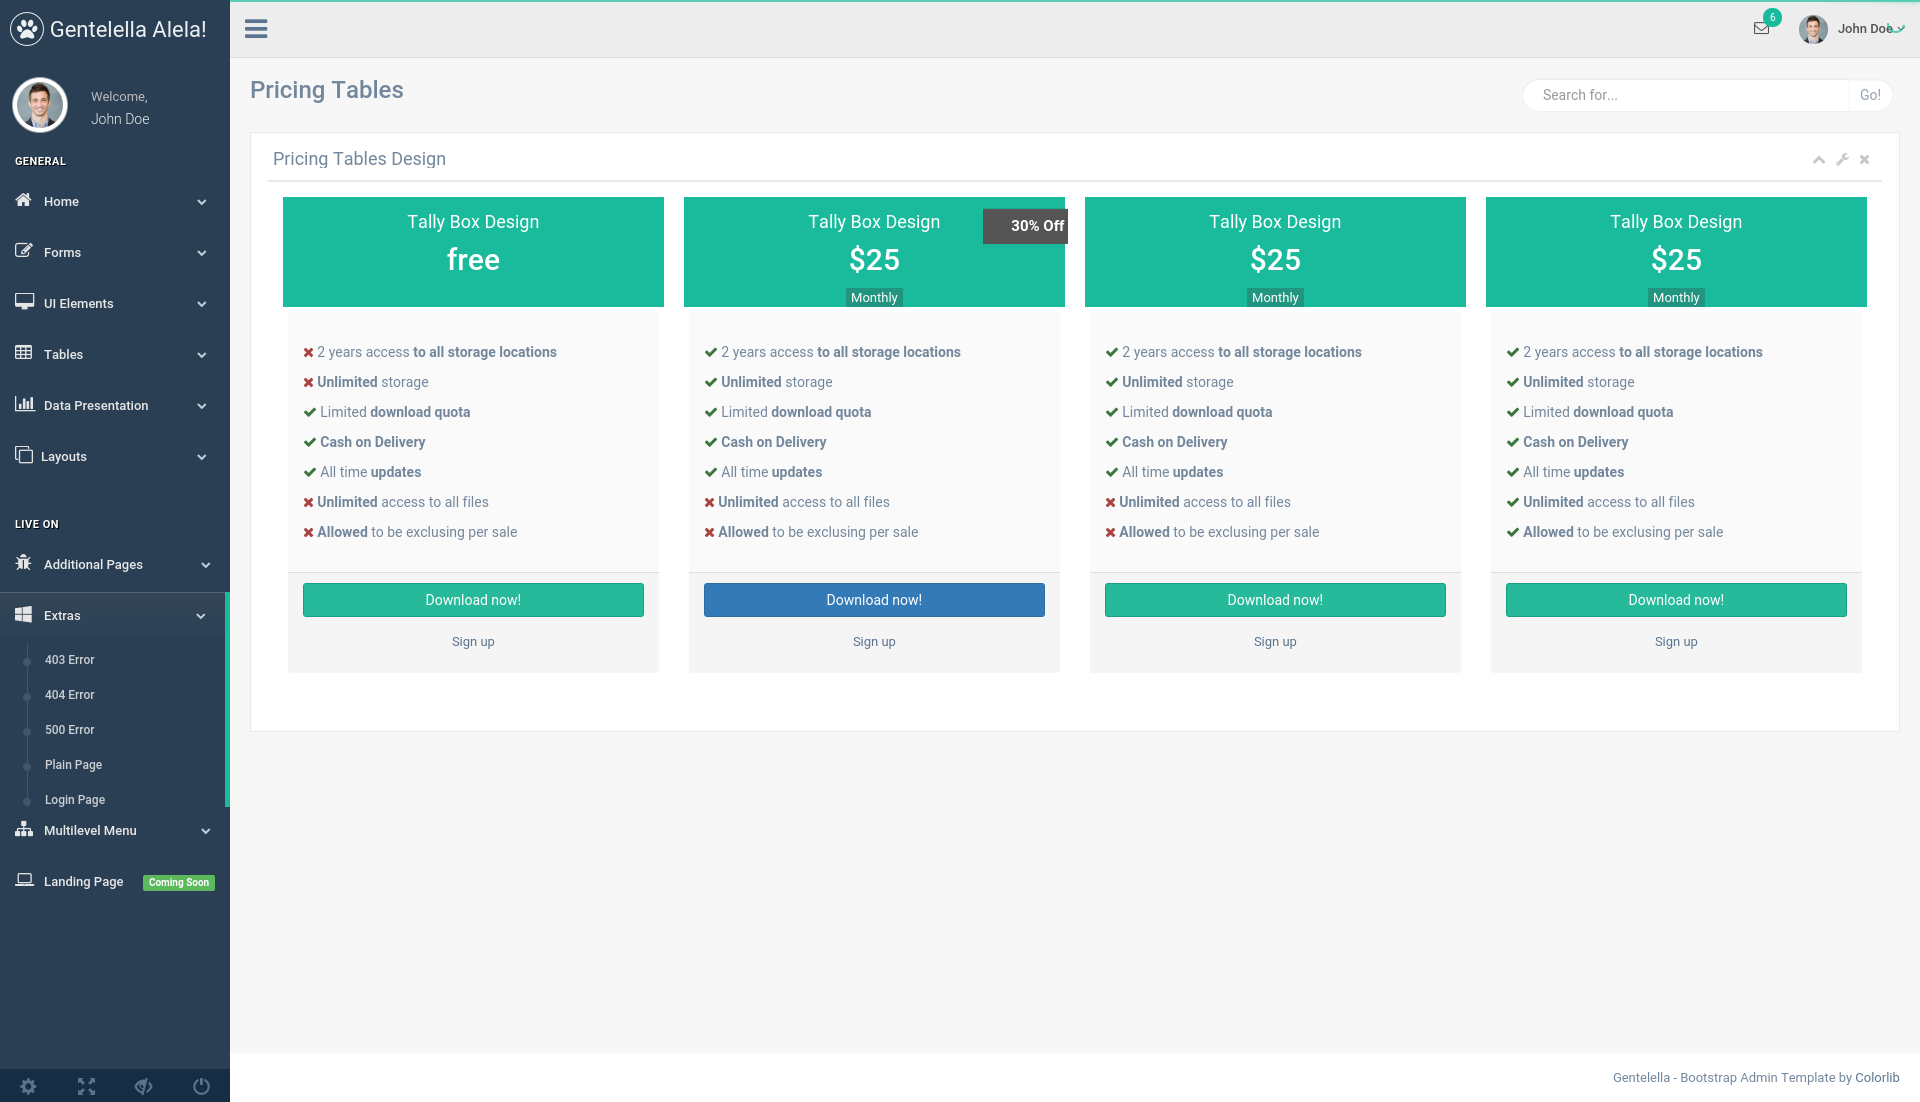 Gentelella Alela!
6
John Doe
Welcome,
John Doe
GENERAL
Home
Forms
UI Elements
Tables
Data Presentation
Layouts
LIVE ON
Additional Pages
Extras
403 Error
404 Error
500 Error
Plain Page
Login Page
Multilevel Menu
Landing Page Coming Soon
Pricing Tables
Search for... Go!
Pricing Tables Design
Tally Box Design
free
2 years access to all storage locations
Unlimited storage
Limited download quota
Cash on Delivery
All time updates
Unlimited access to all files
Allowed to be exclusing per sale
Download now!
Sign up
Tally Box Design
30% Off
$25
Monthly
2 years access to all storage locations
Unlimited storage
Limited download quota
Cash on Delivery
All time updates
Unlimited access to all files
Allowed to be exclusing per sale
Download now!
Sign up
Tally Box Design
$25
Monthly
2 years access to all storage locations
Unlimited storage
Limited download quota
Cash on Delivery
All time updates
Unlimited access to all files
Allowed to be exclusing per sale
Download now!
Sign up
Tally Box Design
$25
Monthly
2 years access to all storage locations
Unlimited storage
Limited download quota
Cash on Delivery
All time updates
Unlimited access to all files
Allowed to be exclusing per sale
Download now!
Sign up
Gentelella - Bootstrap Admin Template by Colorlib